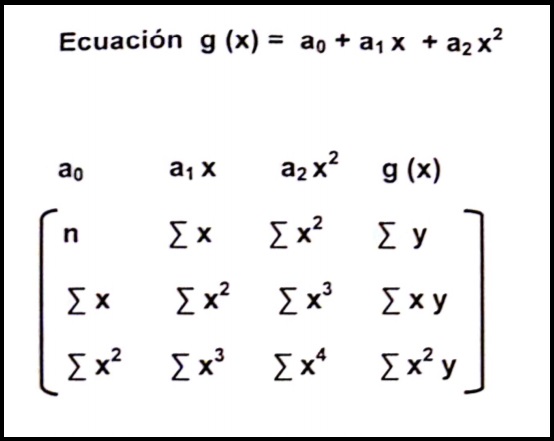 Ecuación g (x) = a₀ + a₁ x + a₂ x²
a₀ a₁ x a₂ x² g (x)
n ∑ x ∑ x² ∑ y
∑ x ∑ x² ∑ x³ ∑ x y
∑ x² ∑ x³ ∑ x⁴ ∑ x² y